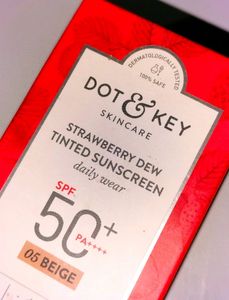 DERMATOLOGICALLY TESTED
100% SAFE
DOT & KEY
SKINCARE
STRAWBERRY DEW
TINTED SUNSCREEN
daily wear
SPF
50+
PA++++
05 BEIGE